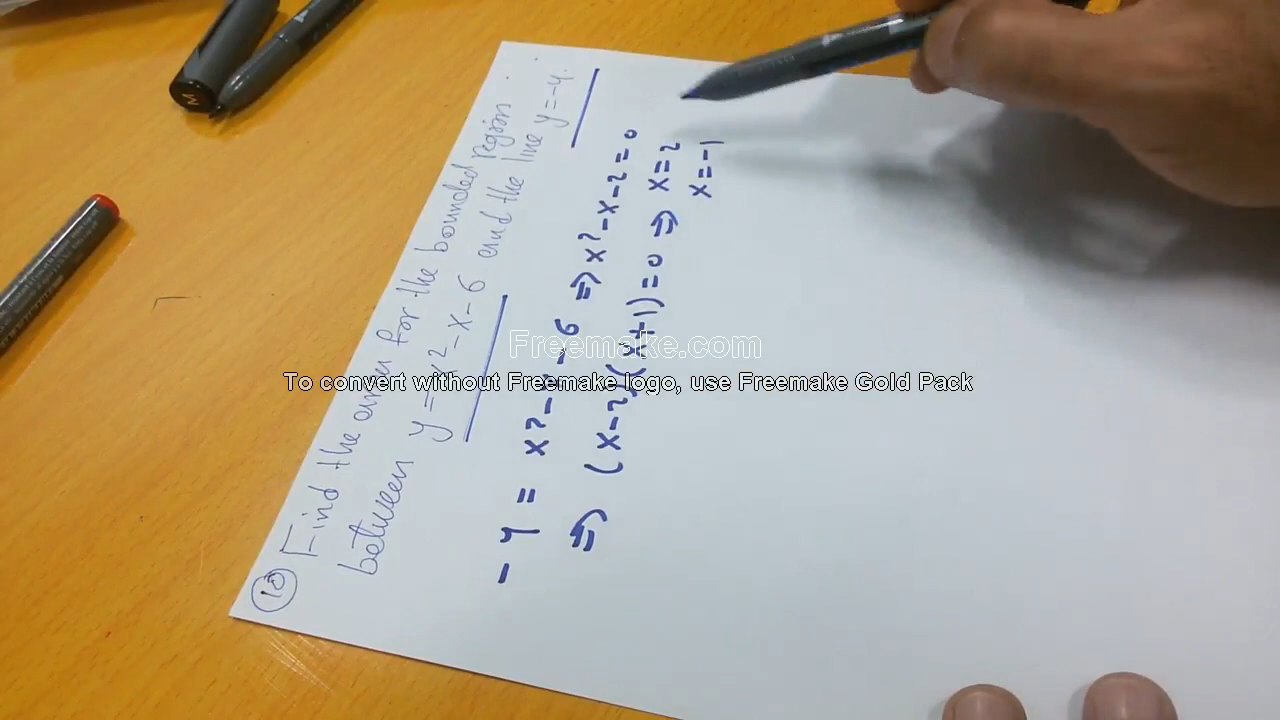 10 Find the area for the bounded region
between y = x² - x - 6 and the line y = -4.
-4 = x² - x - 6 => x² - x - 2 = 0
=> (x-2)(x+1) = 0 => x = 2
x = -1
Freemake.com
To convert without Freemake logo, use Freemake Gold Pack